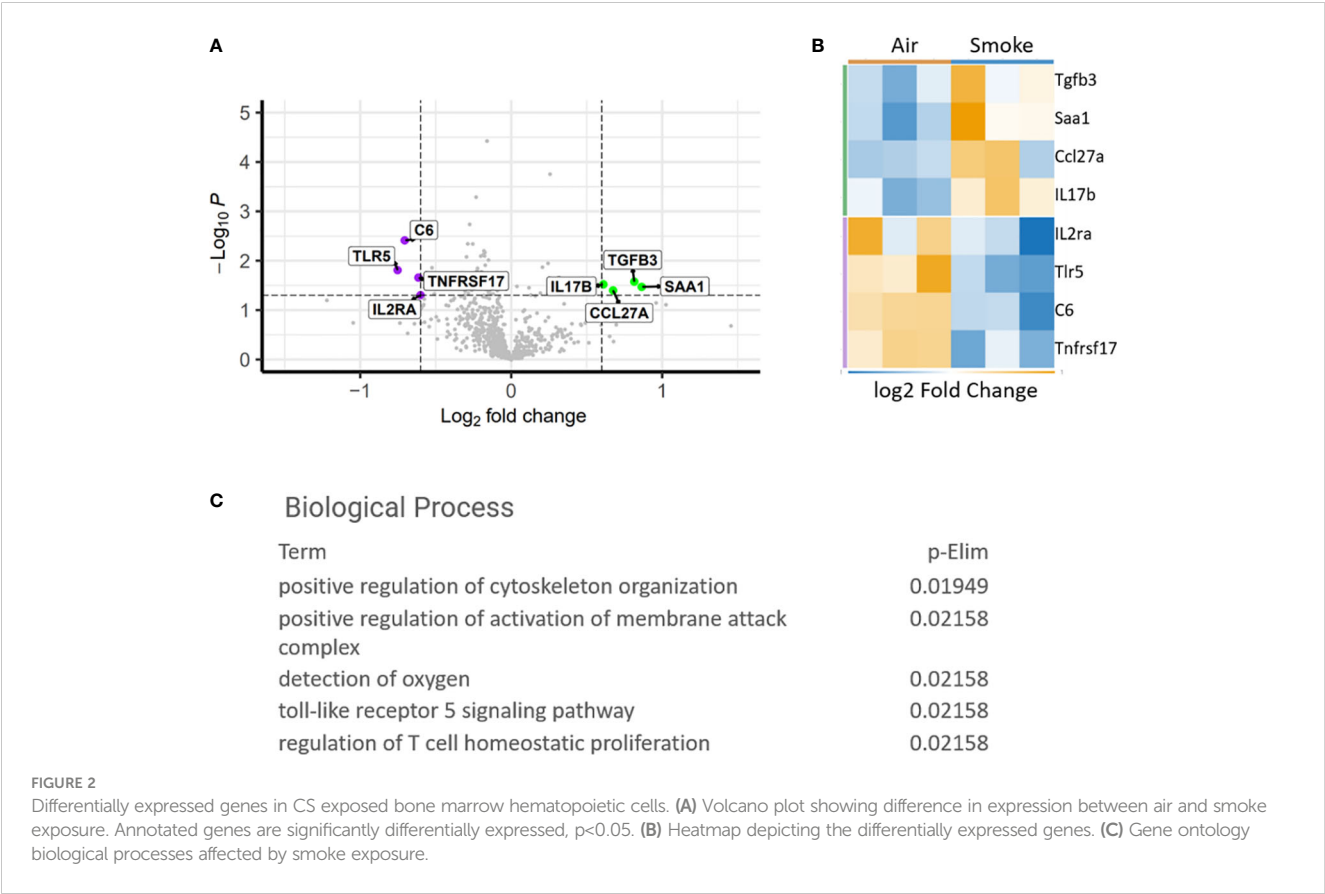 A
5
4
3
2
1
0
−Log10 P
C6
TLR5
TNFRSF17
IL2RA
TGFB3
IL17B
SAA1
CCL27A
−1
0
1
Log2 fold change
B
Air
Smoke
Tgfb3
Saa1
Ccl27a
IL17b
IL2ra
Tlr5
C6
Tnfrsf17
log2 Fold Change
C
Biological Process
Term p-Elim
positive regulation of cytoskeleton organization 0.01949
positive regulation of activation of membrane attack 0.02158
complex
detection of oxygen 0.02158
toll-like receptor 5 signaling pathway 0.02158
regulation of T cell homeostatic proliferation 0.02158
FIGURE 2
Differentially expressed genes in CS exposed bone marrow hematopoietic cells. (A) Volcano plot showing difference in expression between air and smoke
exposure. Annotated genes are significantly differentially expressed, p<0.05. (B) Heatmap depicting the differentially expressed genes. (C) Gene ontology
biological processes affected by smoke exposure.